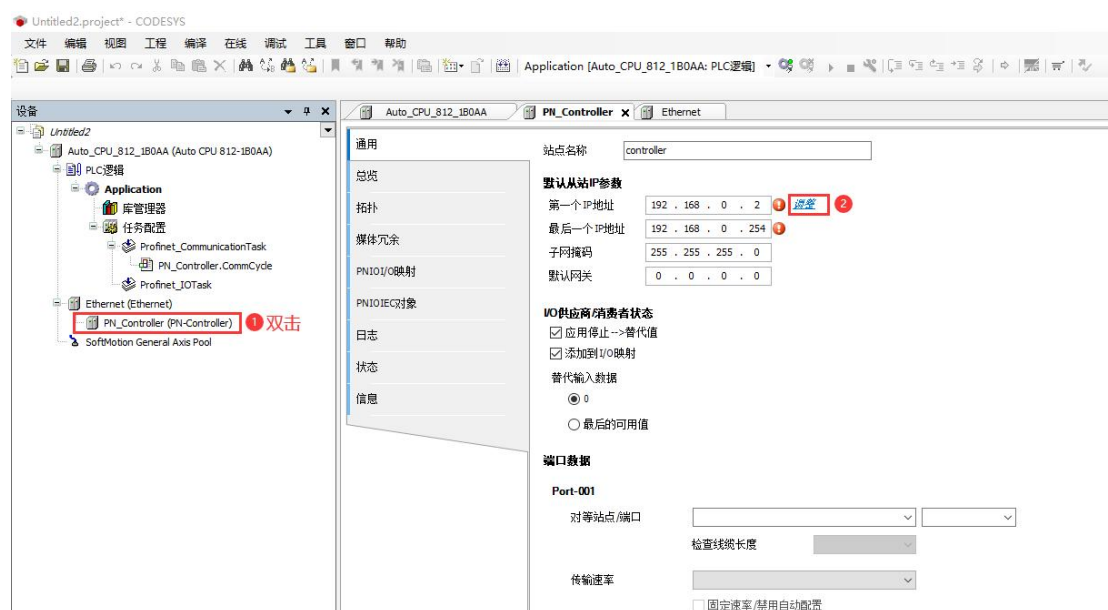 Untitled2.project* - CODESYS
文件 编辑 视图 工程 编译 在线 调试 工具 窗口 帮助
Application [Auto_CPU_812_1B0AA: PLC逻辑]
设备
Auto_CPU_812_1B0AA
PN_Controller
Ethernet
Untitled2
Auto_CPU_812_1B0AA (Auto CPU 812-1B0AA)
PLC逻辑
Application
库管理器
任务配置
Profinet_CommunicationTask
PN_Controller.CommCycle
Profinet_IOTask
Ethernet (Ethernet)
PN_Controller (PN-Controller) 1 双击
SoftMotion General Axis Pool
通用
总览
拓扑
媒体冗余
PNIOI/O映射
PNIOIEC对象
日志
状态
信息
站点名称 controller
默认从站IP参数
第一个IP地址 192 . 168 . 0 . 2 调整 2
最后一个IP地址 192 . 168 . 0 . 254
子网掩码 255 . 255 . 255 . 0
默认网关 0 . 0 . 0 . 0
I/O供应商/消费者状态
应用停止-->替代值
添加到I/O映射
替代输入数据
0
最后的可用值
端口数据
Port-001
对等站点/端口
检查线缆长度
传输速率
固定速率/禁用自动配置